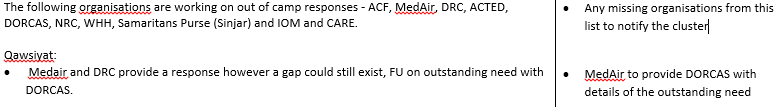 The following organisations are working on out of camp responses - ACF, MedAir, DRC, ACTED,
DORCAS, NRC, WHH, Samaritans Purse (Sinjar) and IOM and CARE.
Qawsiyat:
• Medair and DRC provide a response however a gap could still exist, FU on outstanding need with
DORCAS.
• Any missing organisations from this
list to notify the cluster
• MedAir to provide DORCAS with
details of the outstanding need